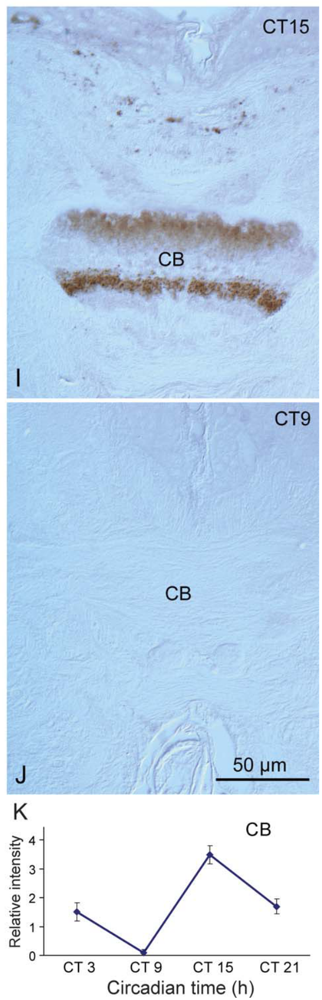 CT15
CB
I
CT9
CB
50 μm
J
K
CB
Relative intensity
4
3
2
1
0
CT 3 CT 9 CT 15 CT 21
Circadian time (h)